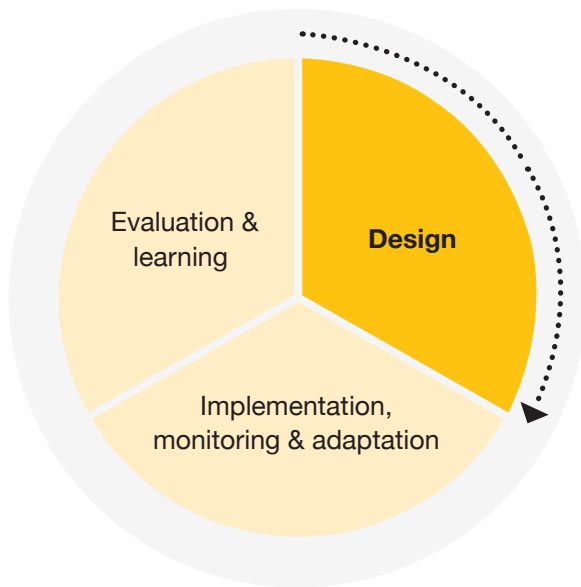 Evaluation &
learning
Design
Implementation,
monitoring & adaptation